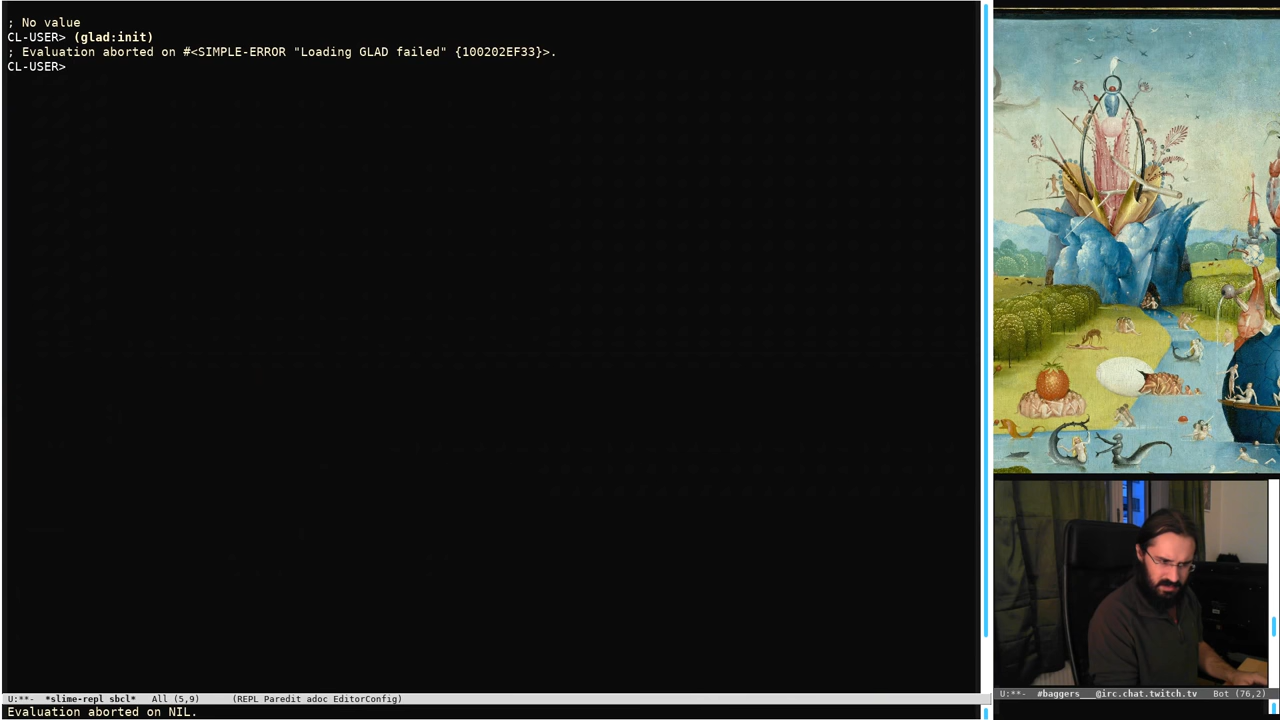 ; No value
CL-USER> (glad:init)
; Evaluation aborted on #<SIMPLE-ERROR "Loading GLAD failed" {100202EF33}>.
CL-USER>
U:**-  *slime-repl sbcl*   All (5,9)      (REPL Paredit adoc EditorConfig)
Evaluation aborted on NIL.
U:**-  #baggers___@irc.chat.twitch.tv   Bot (76,2)